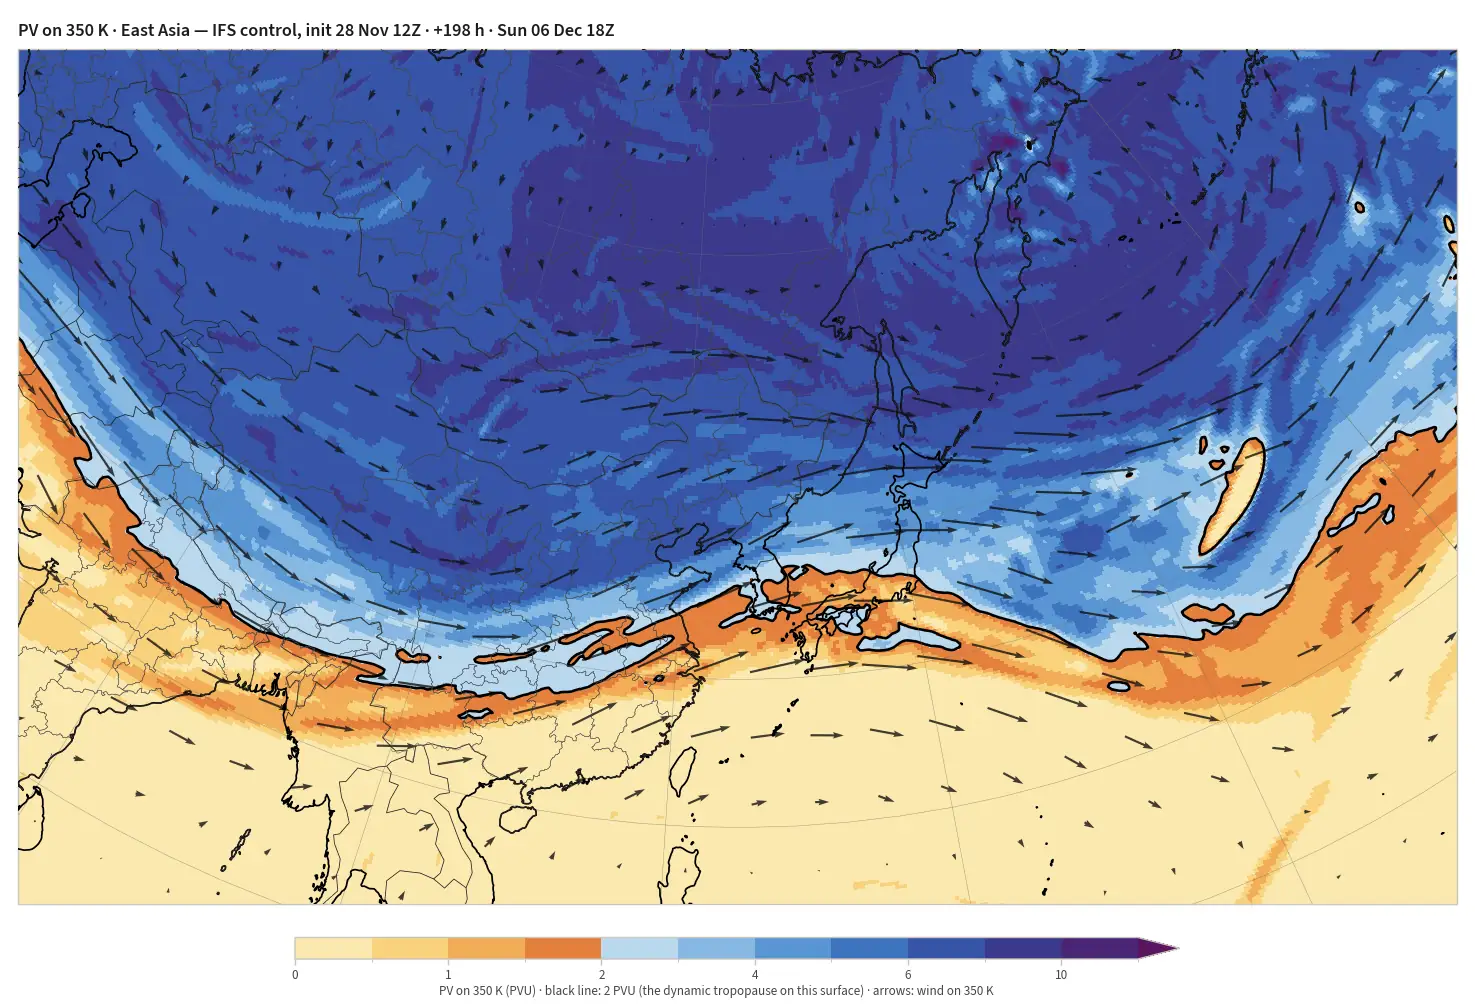 PV on 350 K · East Asia — IFS control, init 28 Nov 12Z · +198 h · Sun 06 Dec 18Z
0 1 2 4 6 10
PV on 350 K (PVU) · black line: 2 PVU (the dynamic tropopause on this surface) · arrows: wind on 350 K